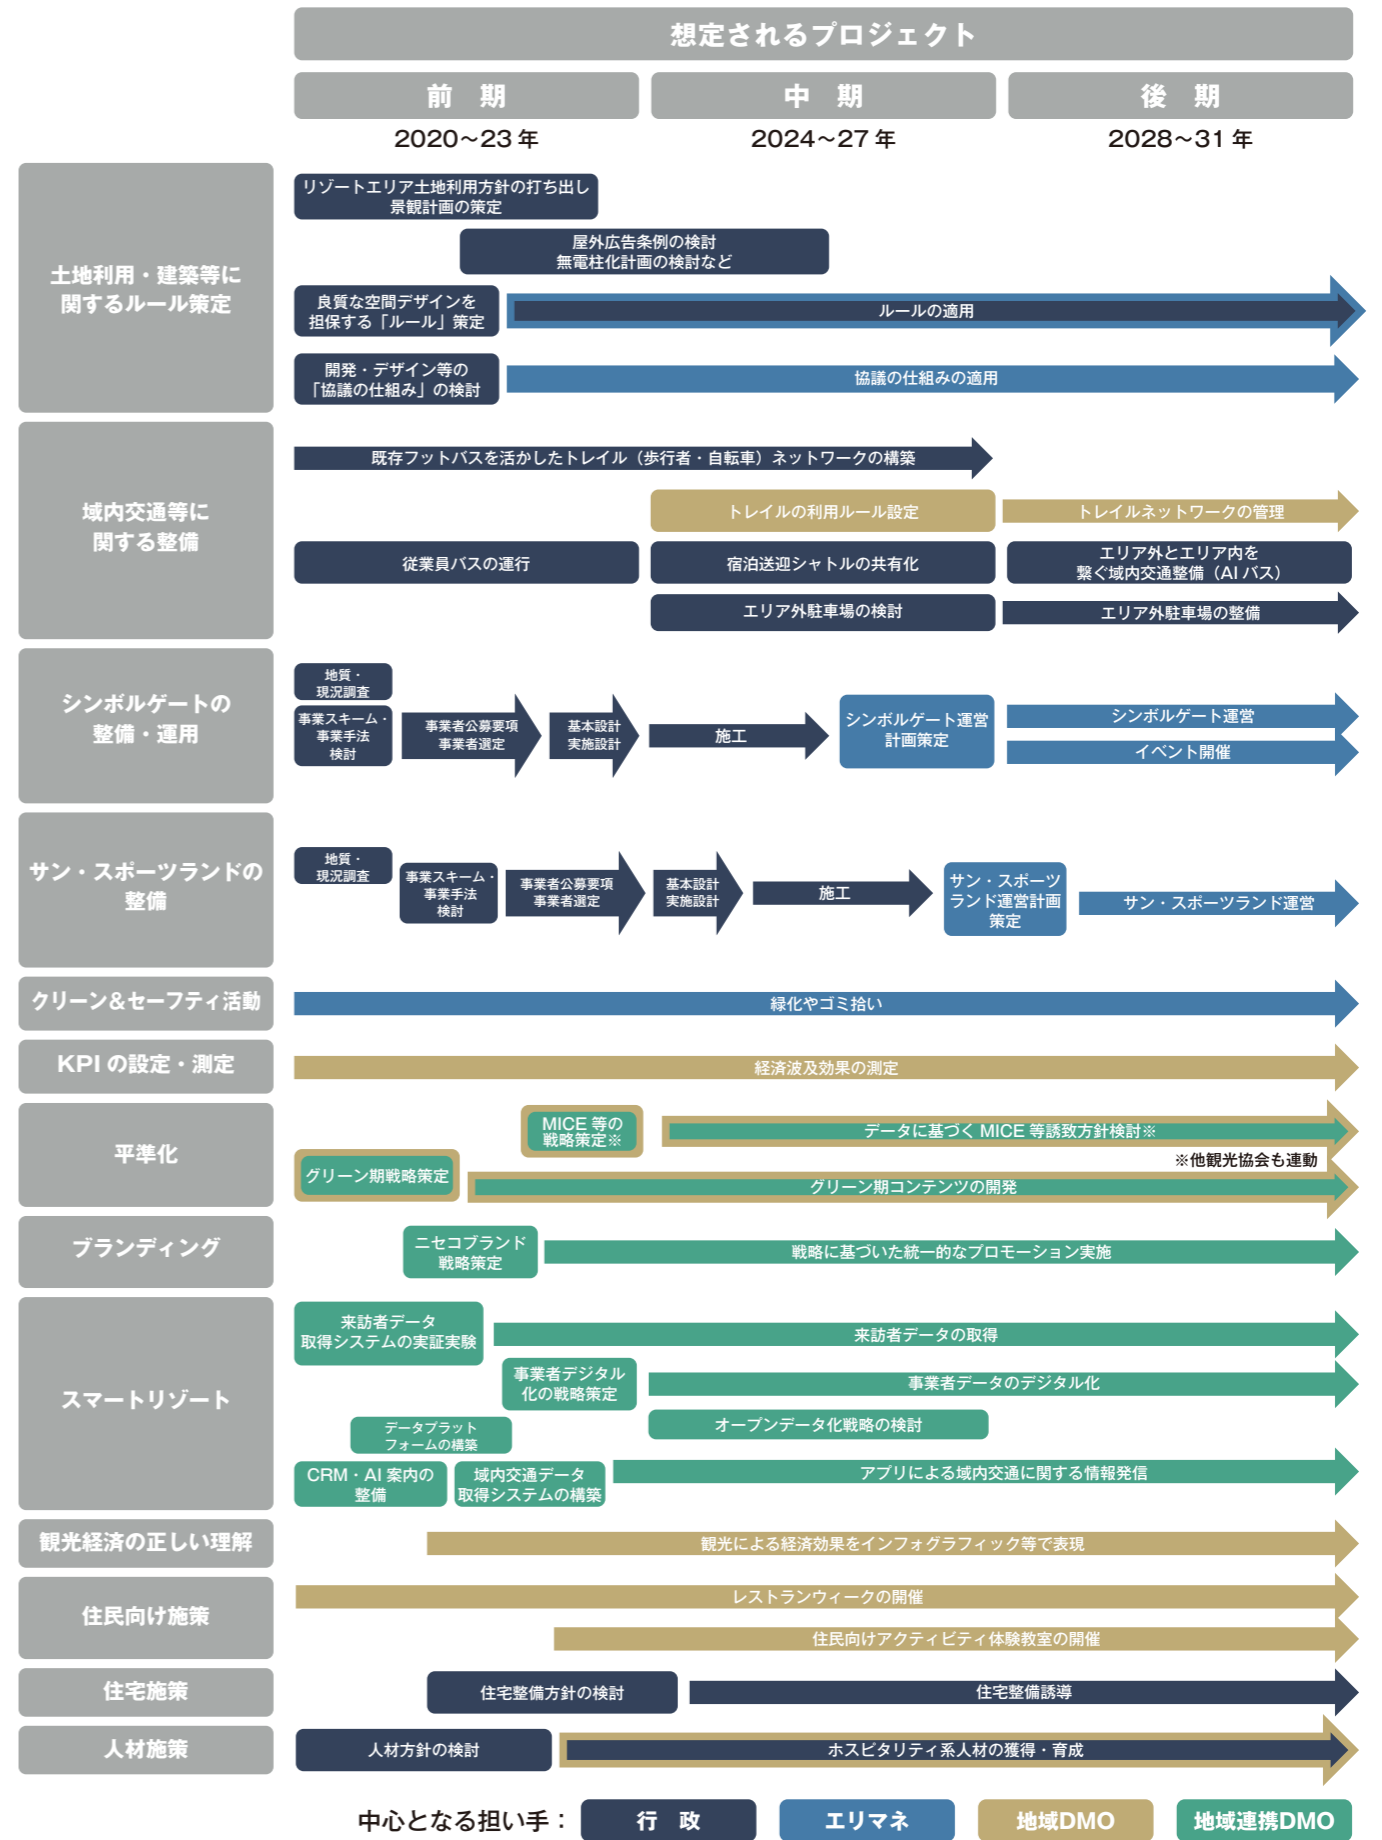 想定されるプロジェクト
前 期
中 期
後 期
2020~23年
2024~27年
2028~31年
土地利用・建築等に
関するルール策定
リゾートエリア土地利用方針の打ち出し
景観計画の策定
屋外広告条例の検討
無電柱化計画の検討など
良質な空間デザインを
担保する「ルール」策定
ルールの適用
開発・デザイン等の
「協議の仕組み」の検討
協議の仕組みの適用
域内交通等に
関する整備
既存フットバスを活かしたトレイル(歩行者・自転車)ネットワークの構築
トレイルの利用ルール設定
トレイルネットワークの管理
従業員バスの運行
宿泊送迎シャトルの共有化
エリア外とエリア内を
繋ぐ域内交通整備(AIバス)
エリア外駐車場の検討
エリア外駐車場の整備
シンボルゲートの
整備・運用
地質・
現況調査
事業スキーム・
事業手法
検討
事業者公募要項
事業者選定
基本設計
実施設計
施工
シンボルゲート運営
計画策定
シンボルゲート運営
イベント開催
サン・スポーツランドの
整備
地質・
現況調査
事業スキーム・
事業手法
検討
事業者公募要項
事業者選定
基本設計
実施設計
施工
サン・スポーツ
ランド運営計画
策定
サン・スポーツランド運営
クリーン&セーフティ活動
緑化やゴミ拾い
KPIの設定・測定
経済波及効果の測定
平準化
MICE等の
戦略策定※
データに基づくMICE等誘致方針検討※
※他観光協会も連動
グリーン期戦略策定
グリーン期コンテンツの開発
ブランディング
ニセコブランド
戦略策定
戦略に基づいた統一的なプロモーション実施
スマートリゾート
来訪者データ
取得システムの実証実験
来訪者データの取得
事業者デジタル
化の戦略策定
事業者データのデジタル化
データプラット
フォームの構築
オープンデータ化戦略の検討
CRM・AI案内の
整備
域内交通データ
取得システムの構築
アプリによる域内交通に関する情報発信
観光経済の正しい理解
観光による経済効果をインフォグラフィック等で表現
住民向け施策
レストランウィークの開催
住民向けアクティビティ体験教室の開催
住宅施策
住宅整備方針の検討
住宅整備誘導
人材施策
人材方針の検討
ホスピタリティ系人材の獲得・育成
中心となる担い手:
行 政
エリマネ
地域DMO
地域連携DMO